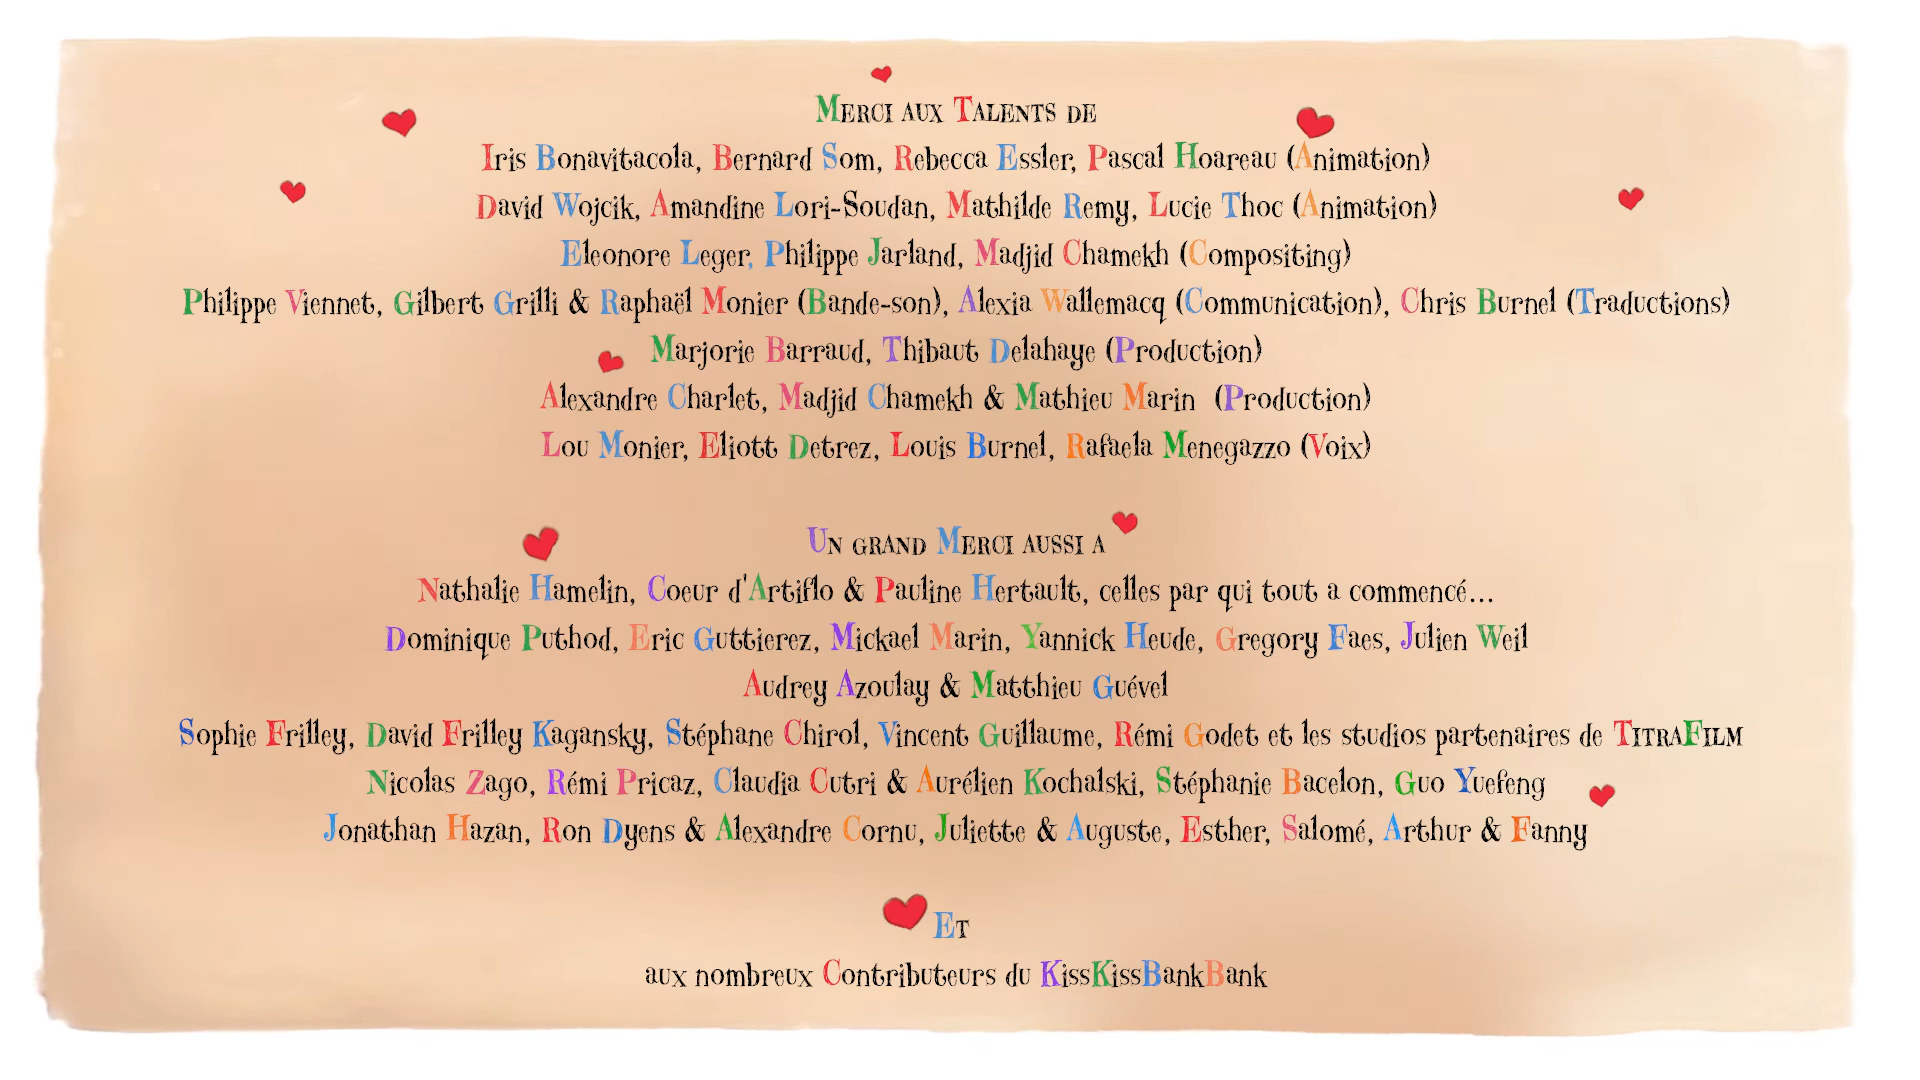 Merci aux Talents de
Iris Bonavitacola, Bernard Som, Rebecca Essler, Pascal Hoareau (Animation)
David Wojcik, Amandine Lori-Soudan, Mathilde Remy, Lucie Thoc (Animation)
Eleonore Leger, Philippe Jarland, Madjid Chamekh (Compositing)
Philippe Viennet, Gilbert Grilli & Raphaël Monier (Bande-son), Alexia Wallemacq (Communication), Chris Burnel (Traductions)
Marjorie Barraud, Thibaut Delahaye (Production)
Alexandre Charlet, Madjid Chamekh & Mathieu Marin (Production)
Lou Monier, Eliott Detrez, Louis Burnel, Rafaela Menegazzo (Voix)
Un grand Merci aussi a
Nathalie Hamelin, Coeur d'Artiflo & Pauline Hertault, celles par qui tout a commencé...
Dominique Puthod, Eric Guttierez, Mickael Marin, Yannick Heude, Gregory Faes, Julien Weil
Audrey Azoulay & Matthieu Guével
Sophie Frilley, David Frilley Kagansky, Stéphane Chirol, Vincent Guillaume, Rémi Godet et les studios partenaires de TitraFilm
Nicolas Zago, Rémi Pricaz, Claudia Cutri & Aurélien Kochalski, Stéphanie Bacelon, Guo Yuefeng
Jonathan Hazan, Ron Dyens & Alexandre Cornu, Juliette & Auguste, Esther, Salomé, Arthur & Fanny
Et
aux nombreux Contributeurs du KissKissBankBank